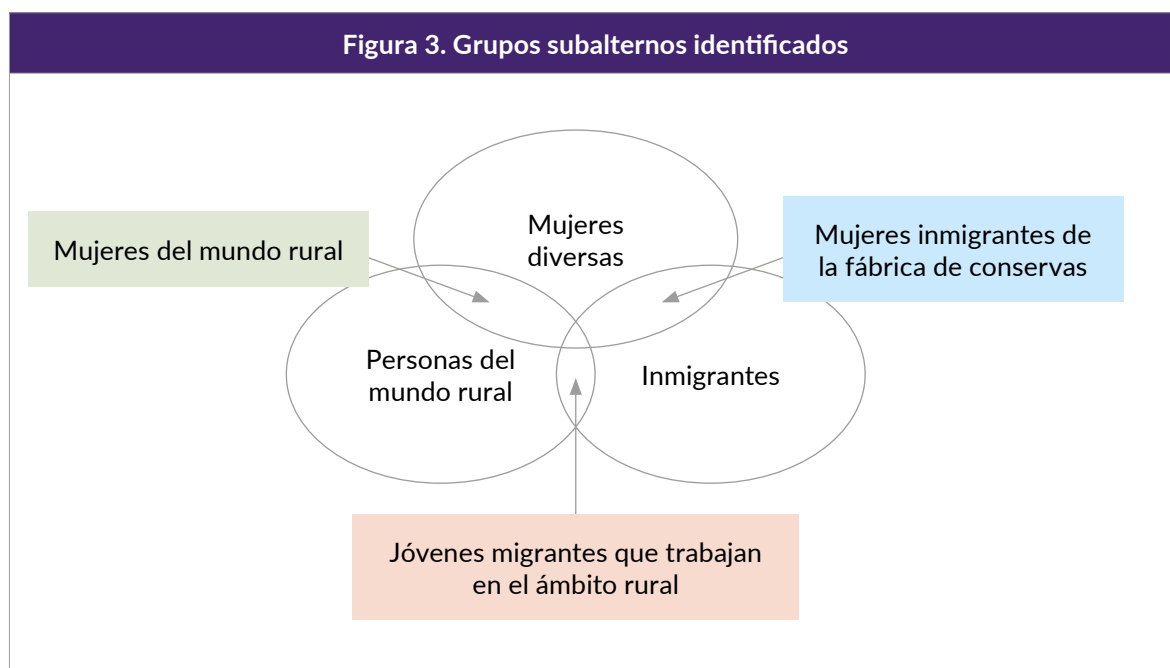 Figura 3. Grupos subalternos identificados
Mujeres
diversas
Mujeres del mundo rural
Mujeres inmigrantes de
la fábrica de conservas
Personas del
mundo rural
Inmigrantes
Jóvenes migrantes que trabajan
en el ámbito rural